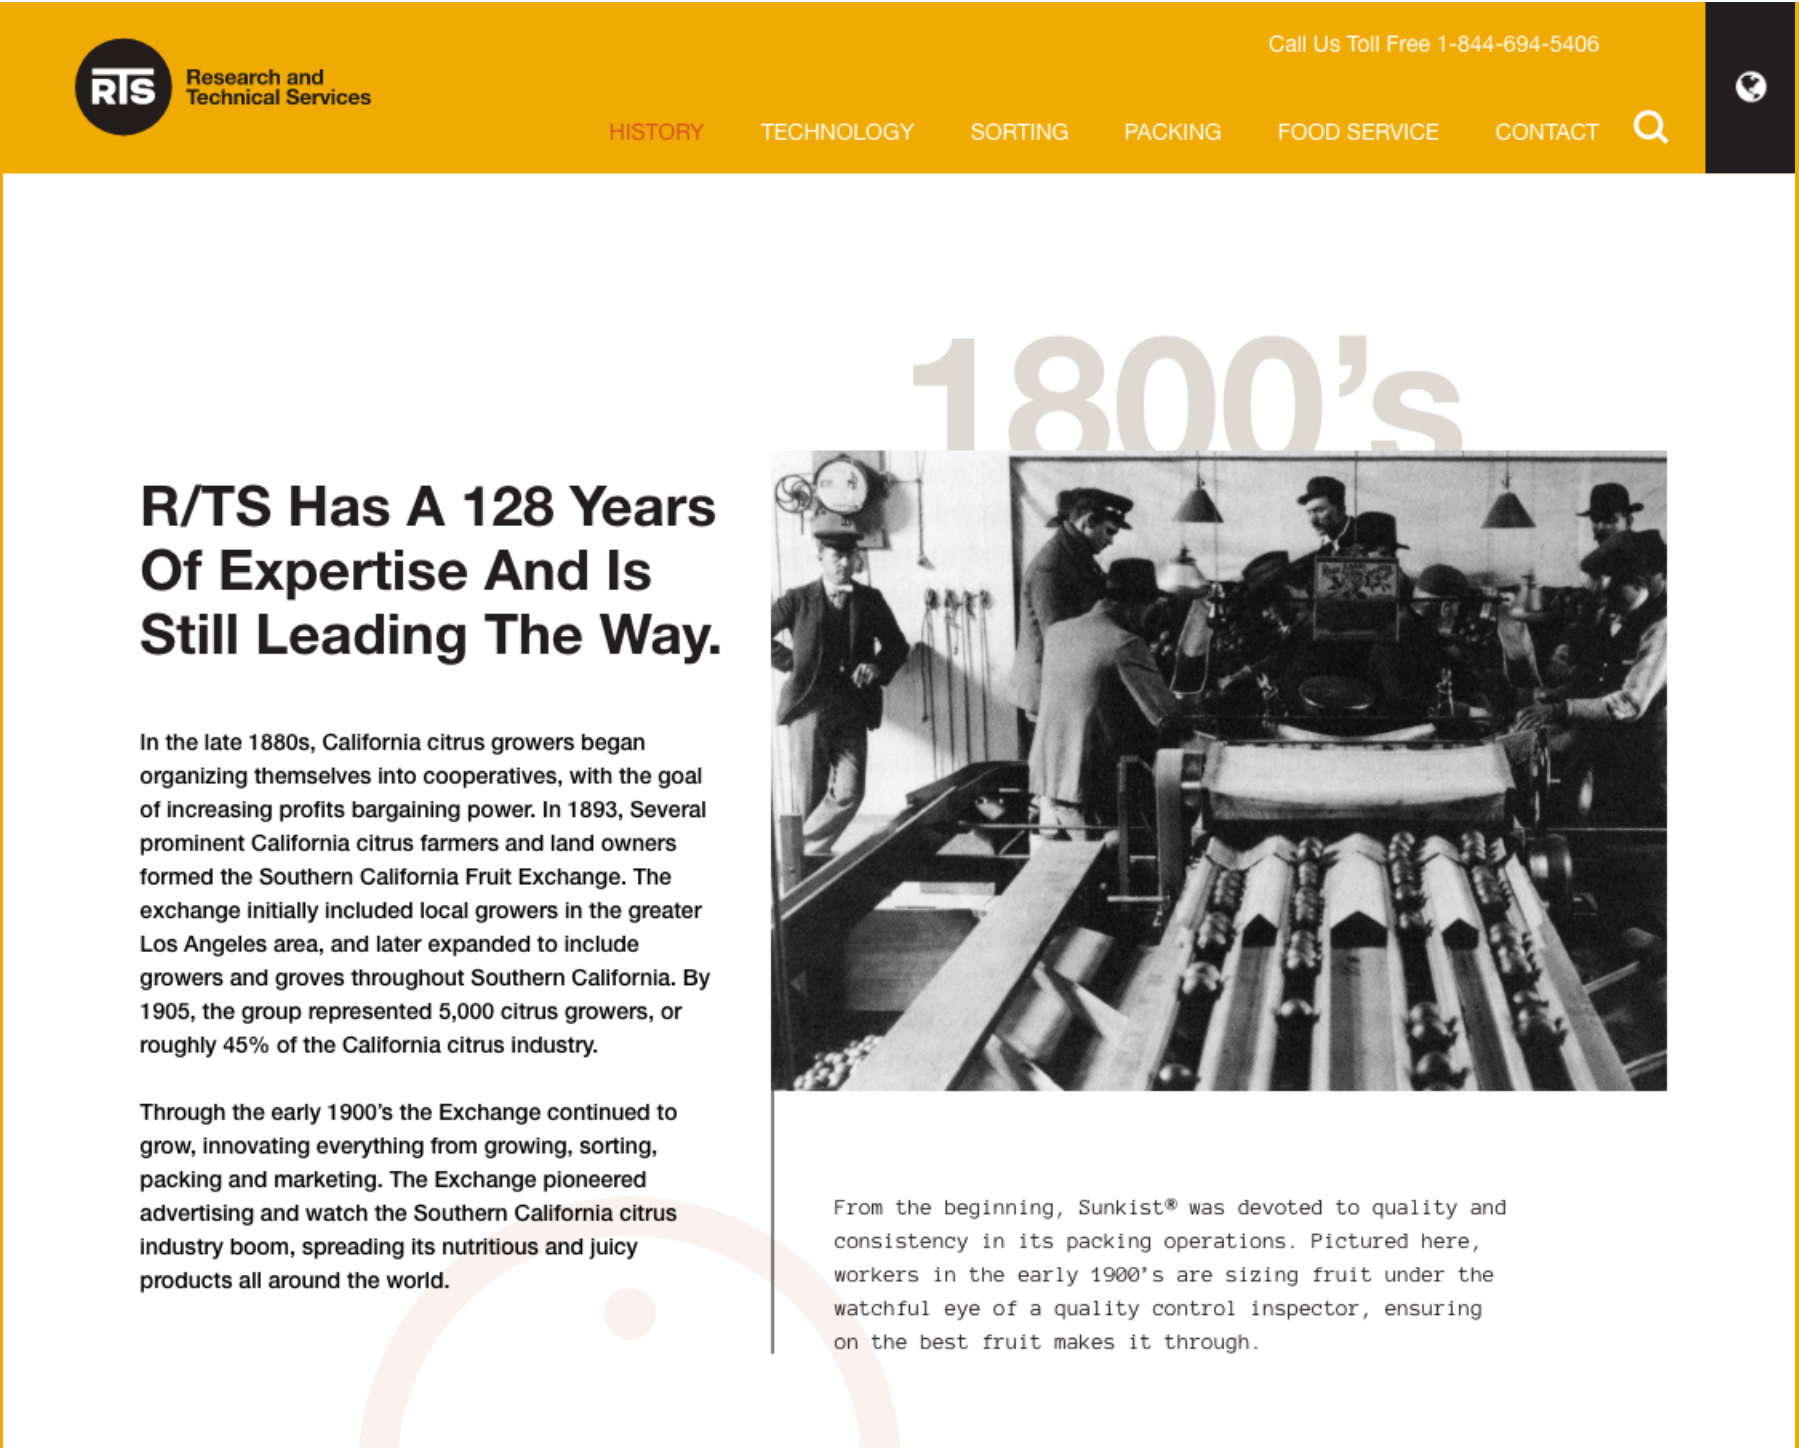 Call Us Toll Free 1-844-694-5406
RTS
Research and
Technical Services
HISTORY TECHNOLOGY SORTING PACKING FOOD SERVICE CONTACT
1800’s
R/TS Has A 128 Years
Of Expertise And Is
Still Leading The Way.
In the late 1880s, California citrus growers began
organizing themselves into cooperatives, with the goal
of increasing profits bargaining power. In 1893, Several
prominent California citrus farmers and land owners
formed the Southern California Fruit Exchange. The
exchange initially included local growers in the greater
Los Angeles area, and later expanded to include
growers and groves throughout Southern California. By
1905, the group represented 5,000 citrus growers, or
roughly 45% of the California citrus industry.
Through the early 1900’s the Exchange continued to
grow, innovating everything from growing, sorting,
packing and marketing. The Exchange pioneered
advertising and watch the Southern California citrus
industry boom, spreading its nutritious and juicy
products all around the world.
From the beginning, Sunkist® was devoted to quality and
consistency in its packing operations. Pictured here,
workers in the early 1900’s are sizing fruit under the
watchful eye of a quality control inspector, ensuring
on the best fruit makes it through.